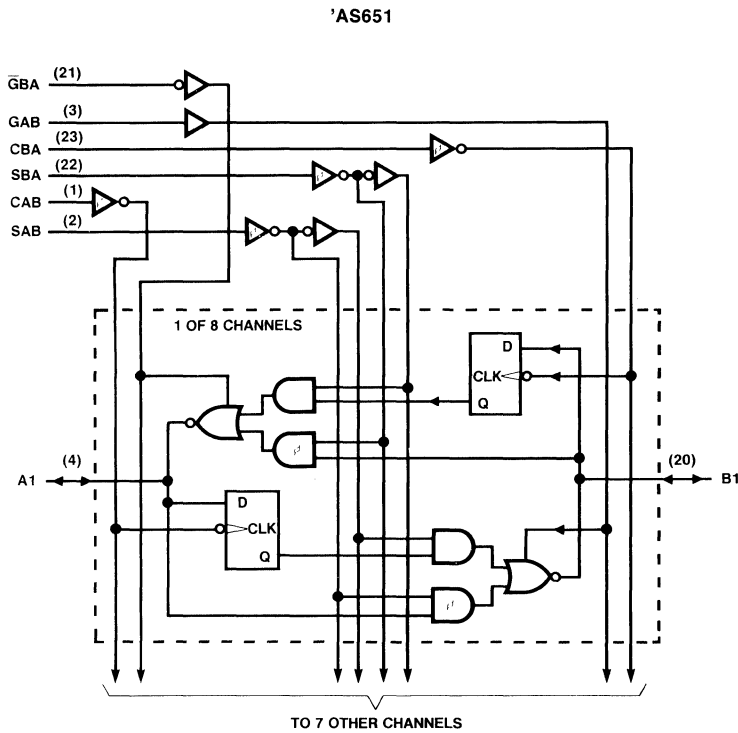 'AS651
G̅BA (21)
GAB (3)
CBA (23)
SBA (22)
CAB (1)
SAB (2)
1 OF 8 CHANNELS
D
CLK
Q
A1 (4)
(20) B1
D
CLK
Q
TO 7 OTHER CHANNELS